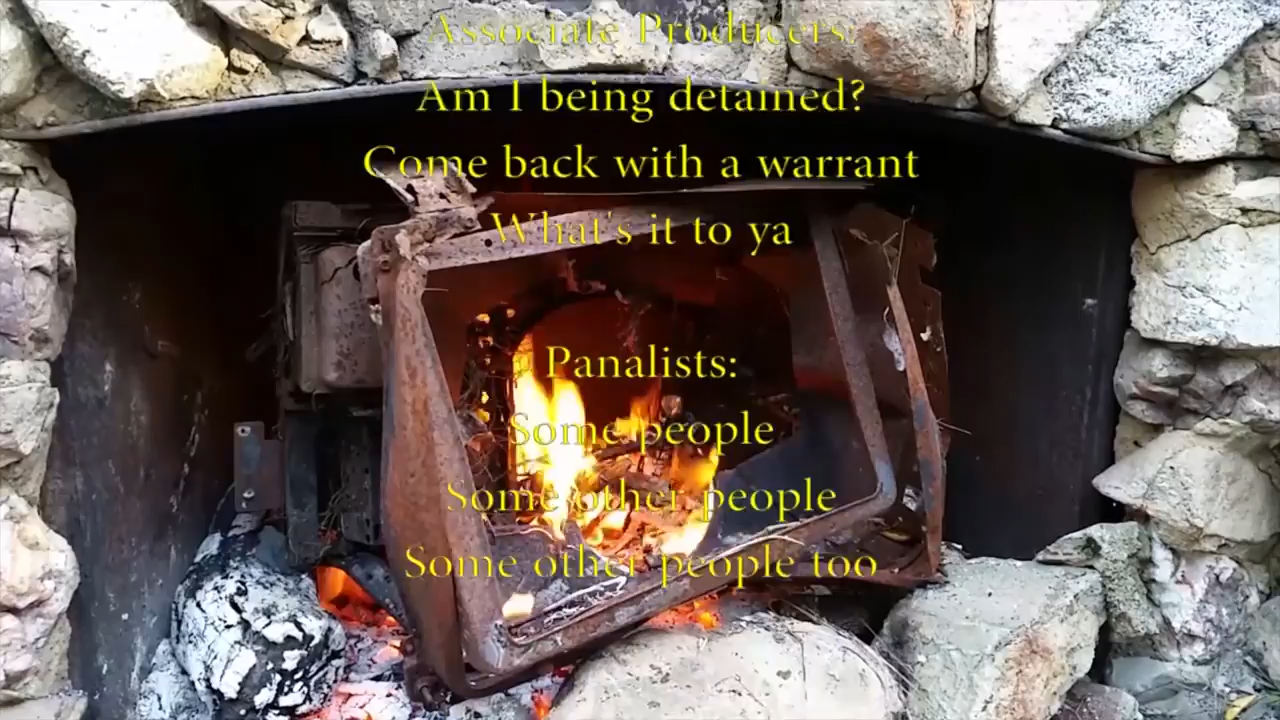 Associate Producers:
Am I being detained?
Come back with a warrant
What's it to ya
Panalists:
Some people
Some other people
Some other people too